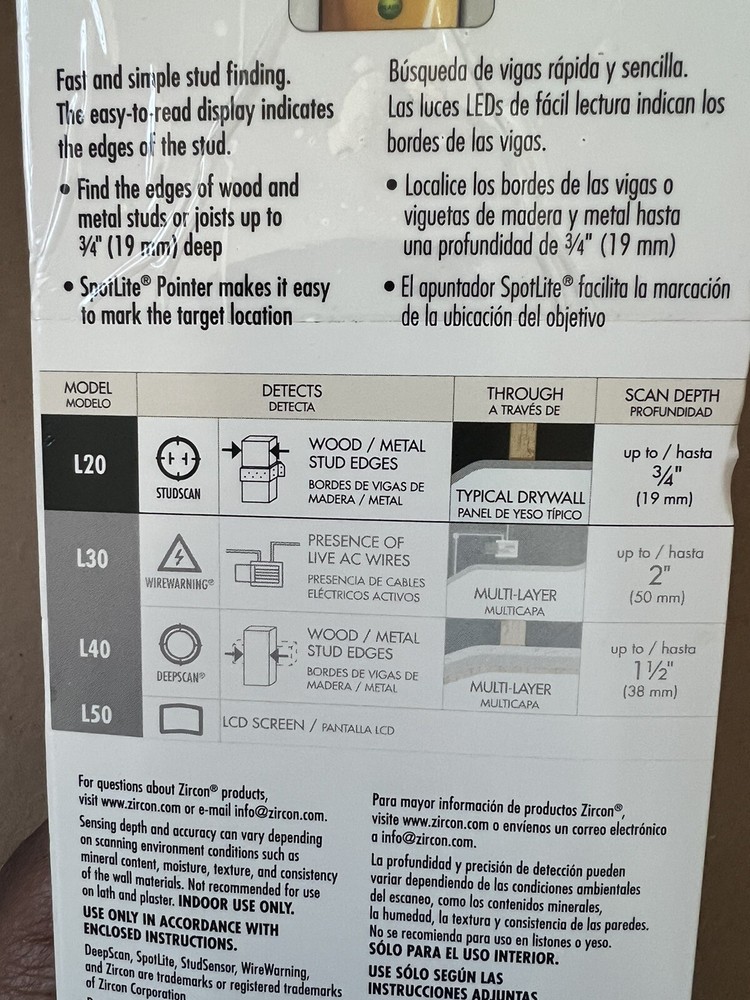 Fast and simple stud finding.
The easy-to-read display indicates
the edges of the stud.
• Find the edges of wood and
metal studs or joists up to
¾" (19 mm) deep
• SpotLite® Pointer makes it easy
to mark the target location
Búsqueda de vigas rápida y sencilla.
Las luces LEDs de fácil lectura indican los
bordes de las vigas.
• Localice los bordes de las vigas o
viguetas de madera y metal hasta
una profundidad de ¾" (19 mm)
• El apuntador SpotLite® facilita la marcación
de la ubicación del objetivo
MODEL
MODELO
DETECTS
DETECTA
THROUGH
A TRAVÉS DE
SCAN DEPTH
PROFUNDIDAD
L20
STUDSCAN
WOOD / METAL
STUD EDGES
BORDES DE VIGAS DE
MADERA / METAL
TYPICAL DRYWALL
PANEL DE YESO TÍPICO
up to / hasta
¾"
(19 mm)
L30
WIREWARNING®
PRESENCE OF
LIVE AC WIRES
PRESENCIA DE CABLES
ELÉCTRICOS ACTIVOS
MULTI-LAYER
MULTICAPA
up to / hasta
2"
(50 mm)
L40
DEEPSCAN®
WOOD / METAL
STUD EDGES
BORDES DE VIGAS DE
MADERA / METAL
MULTI-LAYER
MULTICAPA
up to / hasta
1½"
(38 mm)
L50
LCD SCREEN / PANTALLA LCD
For questions about Zircon® products,
visit www.zircon.com or e-mail info@zircon.com.
Sensing depth and accuracy can vary depending
on scanning environment conditions such as
mineral content, moisture, texture, and consistency
of the wall materials. Not recommended for use
on lath and plaster. INDOOR USE ONLY.
USE ONLY IN ACCORDANCE WITH
ENCLOSED INSTRUCTIONS.
DeepScan, SpotLite, StudSensor, WireWarning,
and Zircon are trademarks or registered trademarks
of Zircon Corporation
Para mayor información de productos Zircon®,
visite www.zircon.com o envíenos un correo electrónico
a info@zircon.com.
La profundidad y precisión de detección pueden
variar dependiendo de las condiciones ambientales
del escaneo, como los contenidos minerales,
la humedad, la textura y consistencia de las paredes.
No se recomienda para uso en listones o yeso.
SÓLO PARA EL USO INTERIOR.
USE SÓLO SEGÚN LAS
INSTRUCCIONES ADJUNTAS